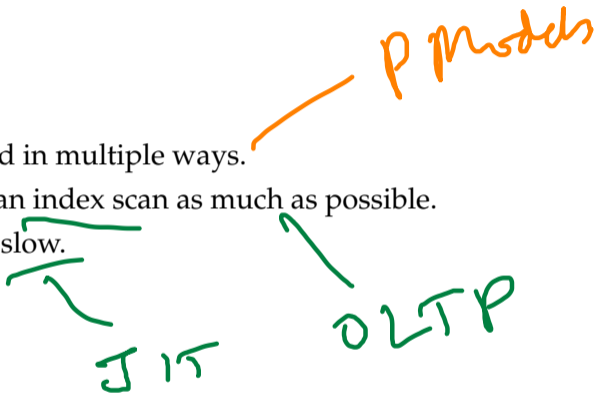 P Models
d in multiple ways.
an index scan as much as possible.
slow.
OLTP
JIT